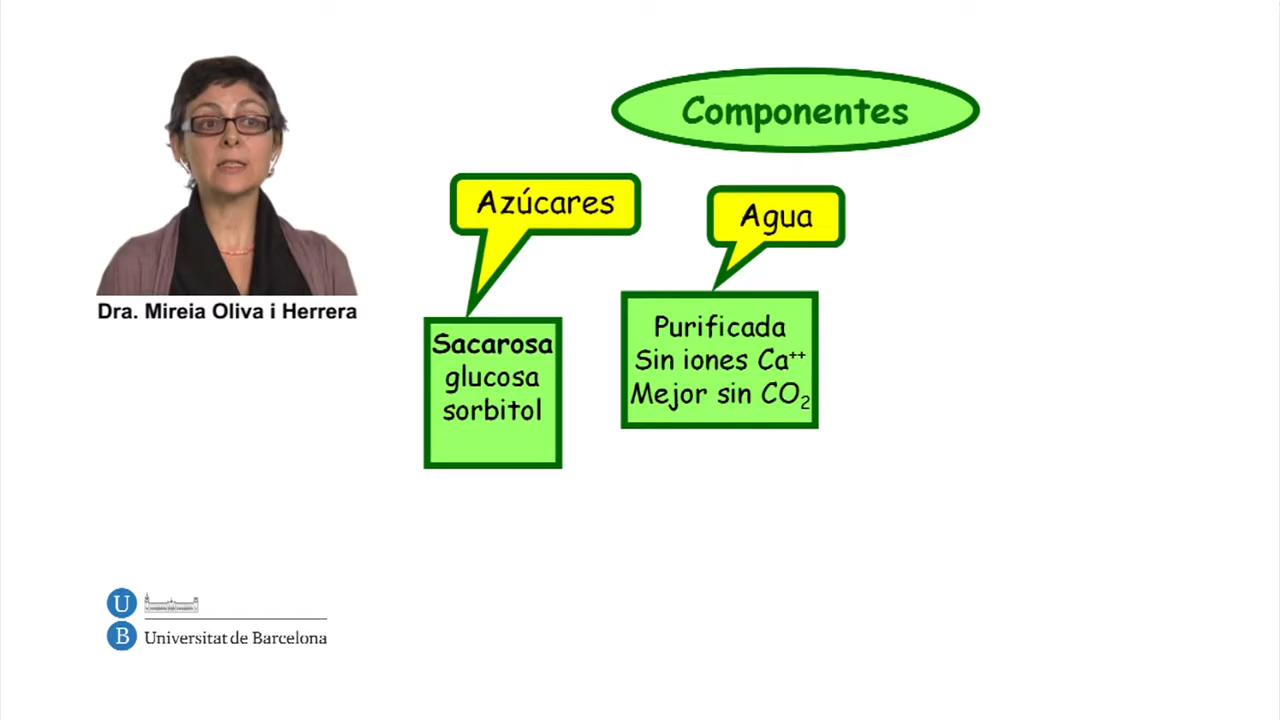 Componentes
Azúcares
Agua
Sacarosa
glucosa
sorbitol
Purificada
Sin iones Ca⁺⁺
Mejor sin CO₂
Dra. Mireia Oliva i Herrera
U
B Universitat de Barcelona